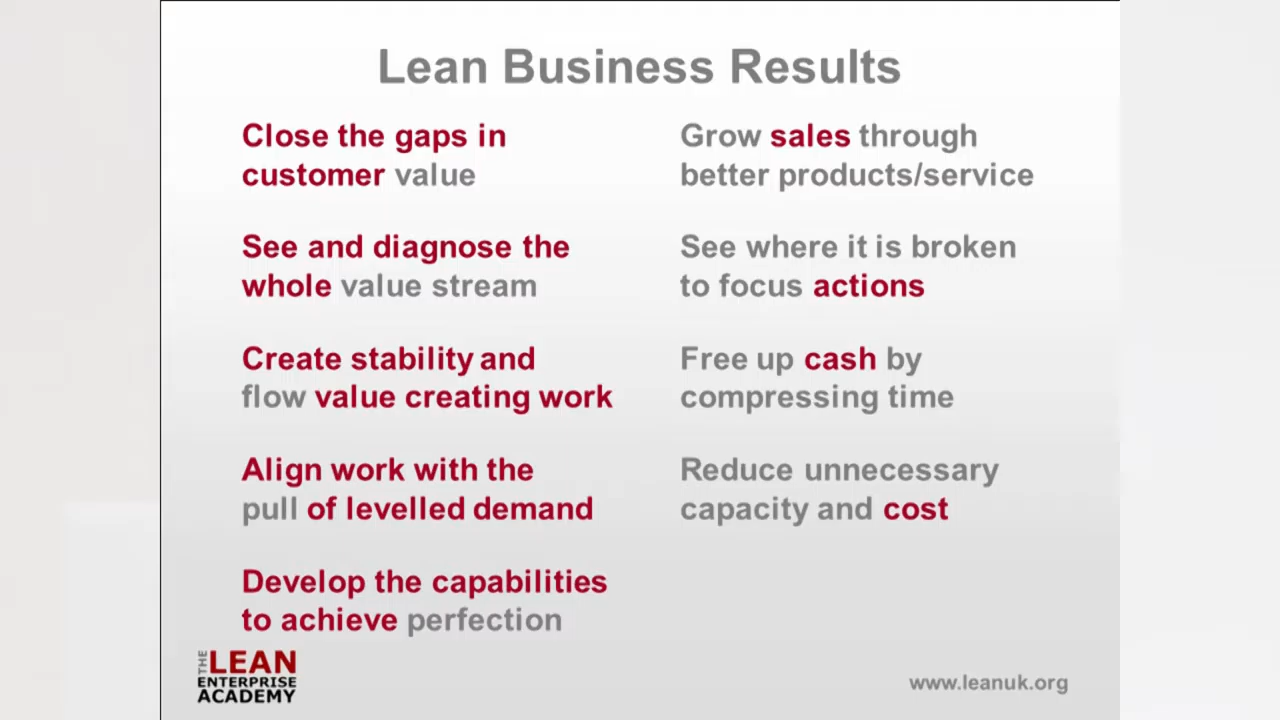 Lean Business Results
Close the gaps in
customer value
Grow sales through
better products/service
See and diagnose the
whole value stream
See where it is broken
to focus actions
Create stability and
flow value creating work
Free up cash by
compressing time
Align work with the
pull of levelled demand
Reduce unnecessary
capacity and cost
Develop the capabilities
to achieve perfection
THE LEAN
ENTERPRISE
ACADEMY
www.leanuk.org